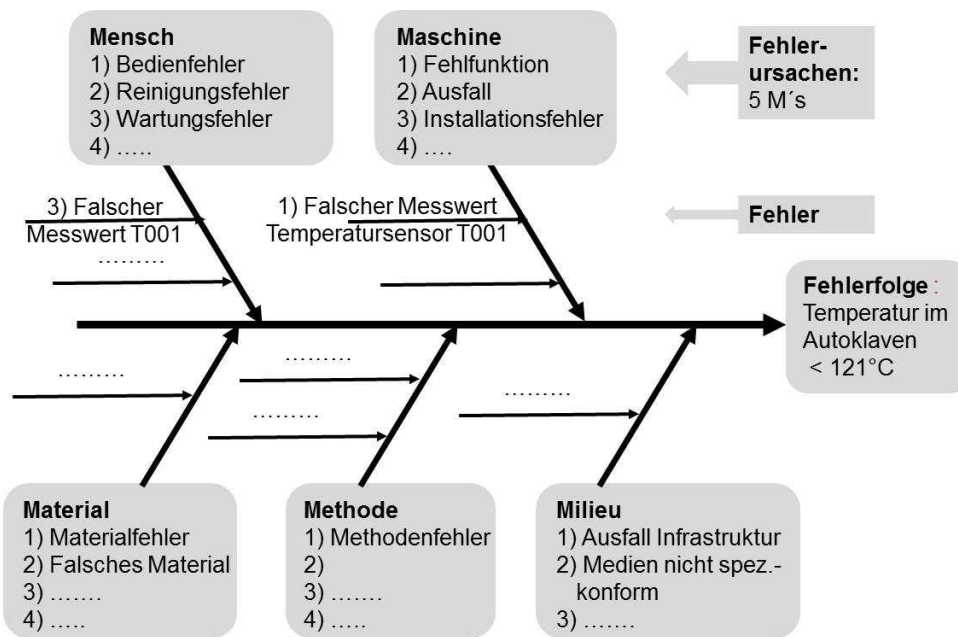 Mensch
1) Bedienfehler
2) Reinigungsfehler
3) Wartungsfehler
4) .....
Maschine
1) Fehlfunktion
2) Ausfall
3) Installationsfehler
4) ....
Fehler-
ursachen:
5 M´s
3) Falscher
Messwert T001
.........
1) Falscher Messwert
Temperatursensor T001
Fehler
Fehlerfolge :
Temperatur im
Autoklaven
< 121°C
.........
.........
.........
.........
Material
1) Materialfehler
2) Falsches Material
3) .......
4) .....
Methode
1) Methodenfehler
2)
3) .......
4) .....
Milieu
1) Ausfall Infrastruktur
2) Medien nicht spez.-
konform
3) .......